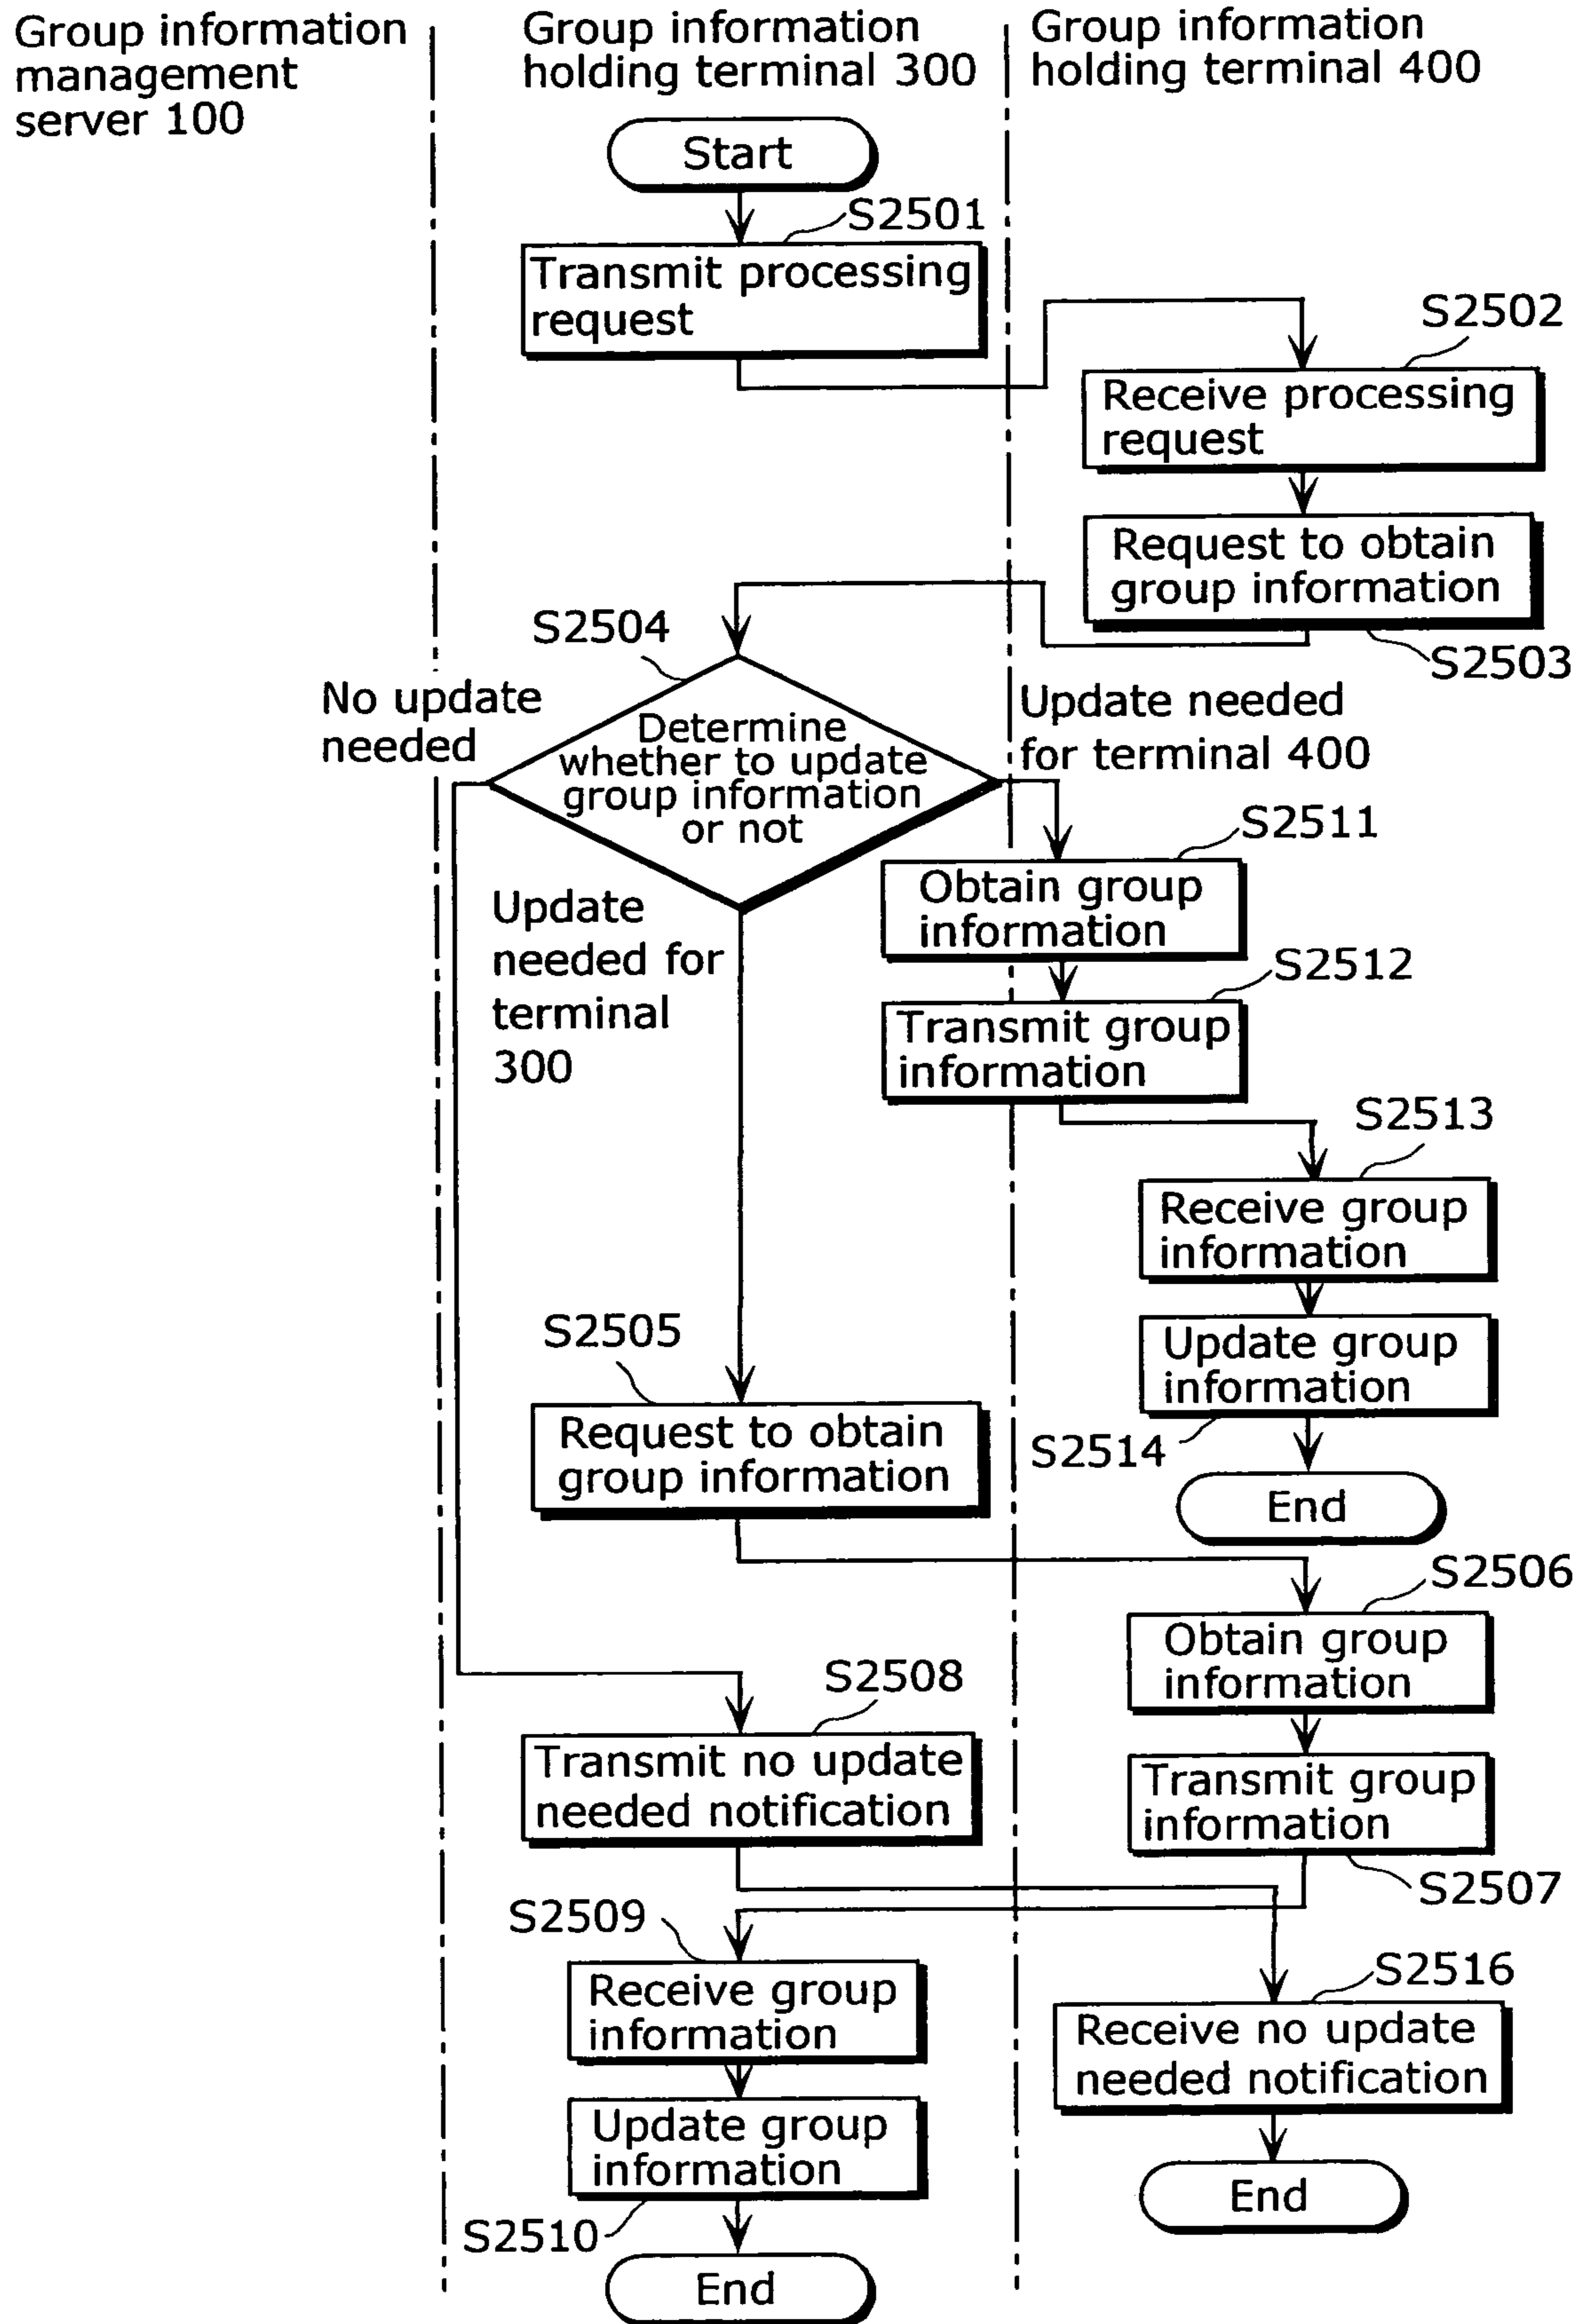 Group information
management
server 100
Group information
holding terminal 300
Group information
holding terminal 400
Start
S2501
Transmit processing
request
S2502
Receive processing
request
Request to obtain
group information
S2503
S2504
No update
needed
Determine
whether to update
group information
or not
Update needed
for terminal 400
S2511
Obtain group
information
Update
needed for
terminal
300
S2512
Transmit group
information
S2513
Receive group
information
Update group
information
S2514
End
S2505
Request to obtain
group information
S2506
Obtain group
information
S2508
Transmit no update
needed notification
Transmit group
information
S2507
S2509
Receive group
information
S2516
Receive no update
needed notification
End
Update group
information
S2510
End